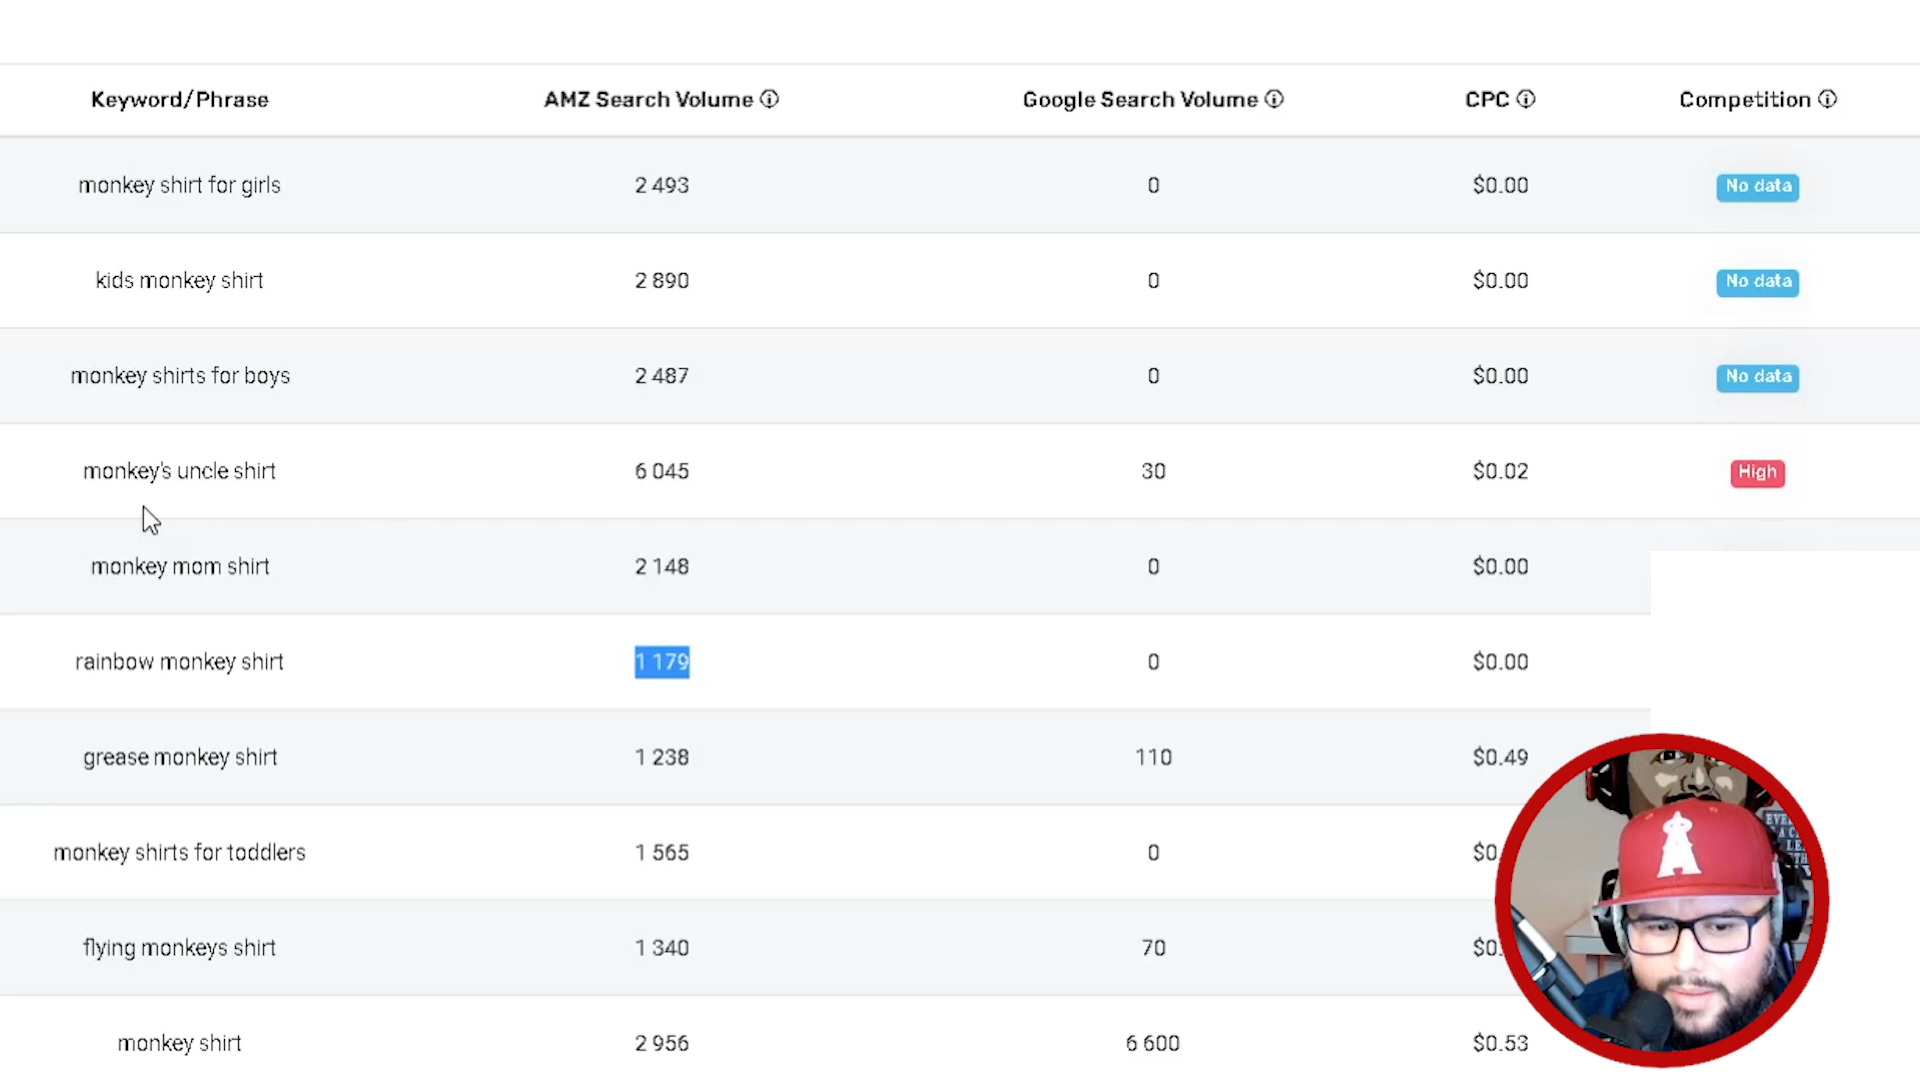 Keyword/Phrase AMZ Search Volume Google Search Volume CPC Competition
monkey shirt for girls 2 493 0 $0.00 No data
kids monkey shirt 2 890 0 $0.00 No data
monkey shirts for boys 2 487 0 $0.00 No data
monkey's uncle shirt 6 045 30 $0.02 High
monkey mom shirt 2 148 0 $0.00
rainbow monkey shirt 1 179 0 $0.00
grease monkey shirt 1 238 110 $0.49
monkey shirts for toddlers 1 565 0 $0.
flying monkeys shirt 1 340 70 $0.
monkey shirt 2 956 6 600 $0.53
A